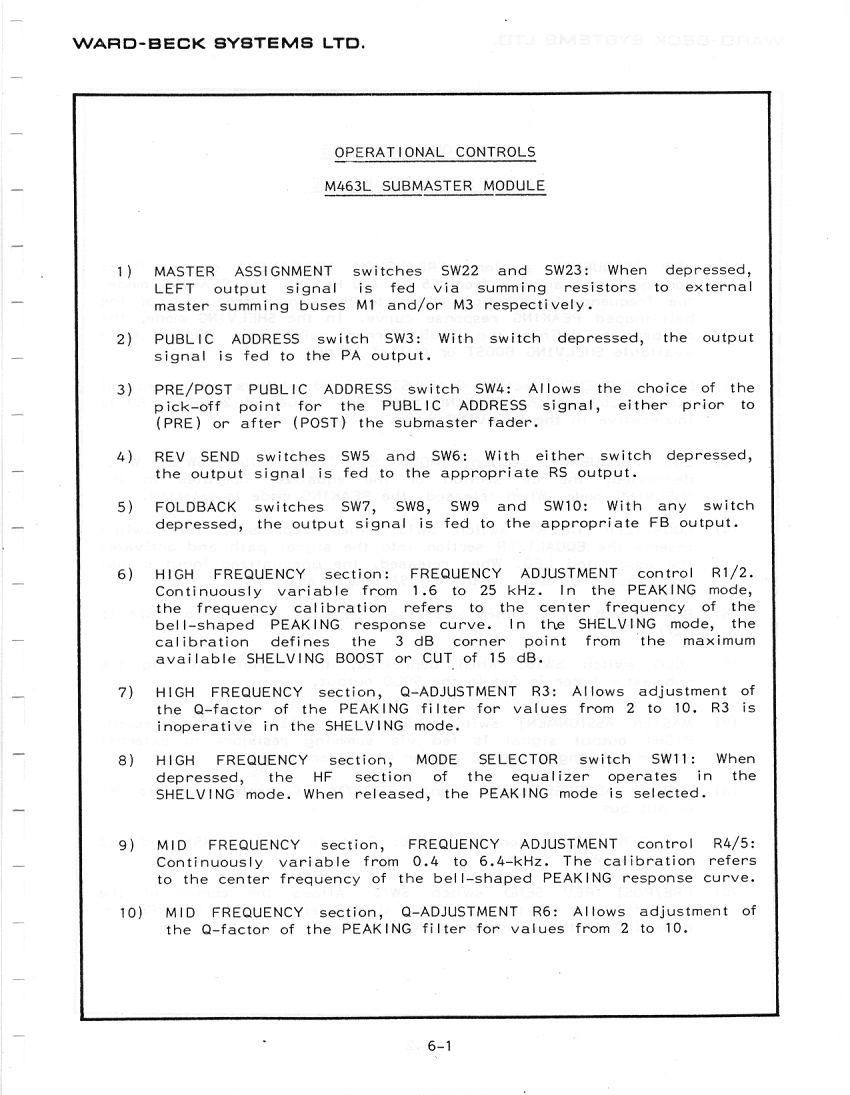 WARD-BECK SYSTEMS LTD.
OPERATIONAL CONTROLS
M463L SUBMASTER MODULE
1) MASTER ASSIGNMENT switches SW22 and SW23: When depressed,
LEFT output signal is fed via summing resistors to external
master summing buses M1 and/or M3 respectively.
2) PUBLIC ADDRESS switch SW3: With switch depressed, the output
signal is fed to the PA output.
3) PRE/POST PUBLIC ADDRESS switch SW4: Allows the choice of the
pick-off point for the PUBLIC ADDRESS signal, either prior to
(PRE) or after (POST) the submaster fader.
4) REV SEND switches SW5 and SW6: With either switch depressed,
the output signal is fed to the appropriate RS output.
5) FOLDBACK switches SW7, SW8, SW9 and SW10: With any switch
depressed, the output signal is fed to the appropriate FB output.
6) HIGH FREQUENCY section: FREQUENCY ADJUSTMENT control R1/2.
Continuously variable from 1.6 to 25 kHz. In the PEAKING mode,
the frequency calibration refers to the center frequency of the
bell-shaped PEAKING response curve. In the SHELVING mode, the
calibration defines the 3 dB corner point from the maximum
available SHELVING BOOST or CUT of 15 dB.
7) HIGH FREQUENCY section, Q-ADJUSTMENT R3: Allows adjustment of
the Q-factor of the PEAKING filter for values from 2 to 10. R3 is
inoperative in the SHELVING mode.
8) HIGH FREQUENCY section, MODE SELECTOR switch SW11: When
depressed, the HF section of the equalizer operates in the
SHELVING mode. When released, the PEAKING mode is selected.
9) MID FREQUENCY section, FREQUENCY ADJUSTMENT control R4/5:
Continuously variable from 0.4 to 6.4-kHz. The calibration refers
to the center frequency of the bell-shaped PEAKING response curve.
10) MID FREQUENCY section, Q-ADJUSTMENT R6: Allows adjustment of
the Q-factor of the PEAKING filter for values from 2 to 10.
6-1